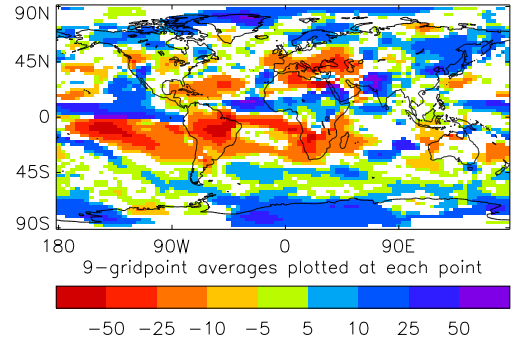 90N
45N
0
45S
90S
180 90W 0 90E
9-gridpoint averages plotted at each point
−50 −25 −10 −5 5 10 25 50